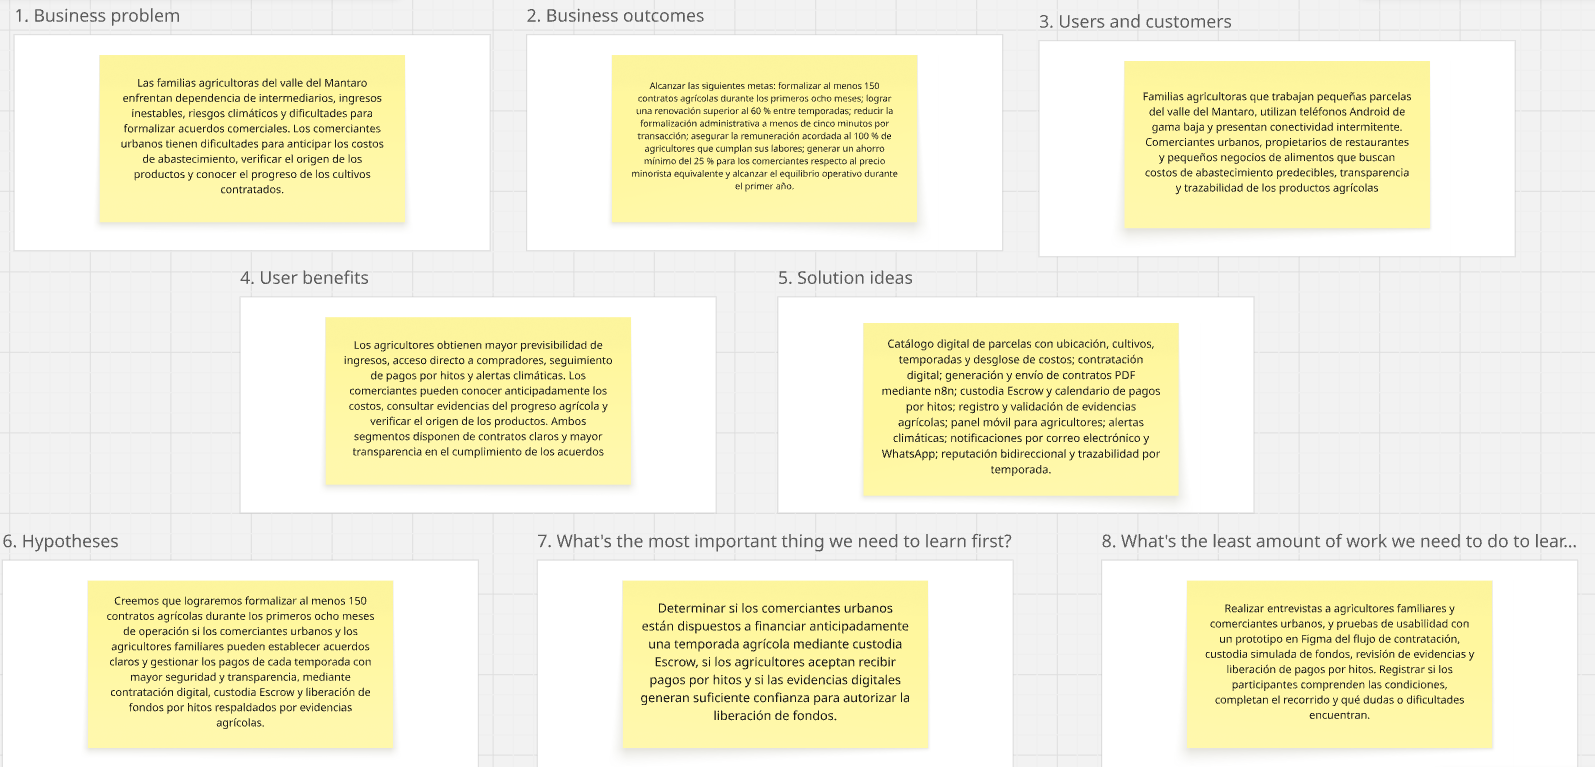 1. Business problem
Las familias agricultoras del valle del Mantaro
enfrentan dependencia de intermediarios, ingresos
inestables, riesgos climáticos y dificultades para
formalizar acuerdos comerciales. Los comerciantes
urbanos tienen dificultades para anticipar los costos
de abastecimiento, verificar el origen de los
productos y conocer el progreso de los cultivos
contratados.
2. Business outcomes
Alcanzar las siguientes metas: formalizar al menos 150
contratos agrícolas durante los primeros ocho meses; lograr
una renovación superior al 60 % entre temporadas; reducir la
formalización administrativa a menos de cinco minutos por
transacción; asegurar la remuneración acordada al 100 % de
agricultores que cumplan sus labores; generar un ahorro
mínimo del 25 % para los comerciantes respecto al precio
minorista equivalente y alcanzar el equilibrio operativo durante
el primer año.
3. Users and customers
Familias agricultoras que trabajan pequeñas parcelas
del valle del Mantaro, utilizan teléfonos Android de
gama baja y presentan conectividad intermitente.
Comerciantes urbanos, propietarios de restaurantes
y pequeños negocios de alimentos que buscan
costos de abastecimiento predecibles, transparencia
y trazabilidad de los productos agrícolas
4. User benefits
Los agricultores obtienen mayor previsibilidad de
ingresos, acceso directo a compradores, seguimiento
de pagos por hitos y alertas climáticas. Los
comerciantes pueden conocer anticipadamente los
costos, consultar evidencias del progreso agrícola y
verificar el origen de los productos. Ambos
segmentos disponen de contratos claros y mayor
transparencia en el cumplimiento de los acuerdos
5. Solution ideas
Catálogo digital de parcelas con ubicación, cultivos,
temporadas y desglose de costos; contratación
digital; generación y envío de contratos PDF
mediante n8n; custodia Escrow y calendario de pagos
por hitos; registro y validación de evidencias
agrícolas; panel móvil para agricultores; alertas
climáticas; notificaciones por correo electrónico y
WhatsApp; reputación bidireccional y trazabilidad por
temporada.
6. Hypotheses
Creemos que lograremos formalizar al menos 150
contratos agrícolas durante los primeros ocho meses
de operación si los comerciantes urbanos y los
agricultores familiares pueden establecer acuerdos
claros y gestionar los pagos de cada temporada con
mayor seguridad y transparencia, mediante
contratación digital, custodia Escrow y liberación de
fondos por hitos respaldados por evidencias
agrícolas.
7. What's the most important thing we need to learn first?
Determinar si los comerciantes urbanos
están dispuestos a financiar anticipadamente
una temporada agrícola mediante custodia
Escrow, si los agricultores aceptan recibir
pagos por hitos y si las evidencias digitales
generan suficiente confianza para autorizar la
liberación de fondos.
8. What's the least amount of work we need to do to lear...
Realizar entrevistas a agricultores familiares y
comerciantes urbanos, y pruebas de usabilidad con
un prototipo en Figma del flujo de contratación,
custodia simulada de fondos, revisión de evidencias y
liberación de pagos por hitos. Registrar si los
participantes comprenden las condiciones,
completan el recorrido y qué dudas o dificultades
encuentran.